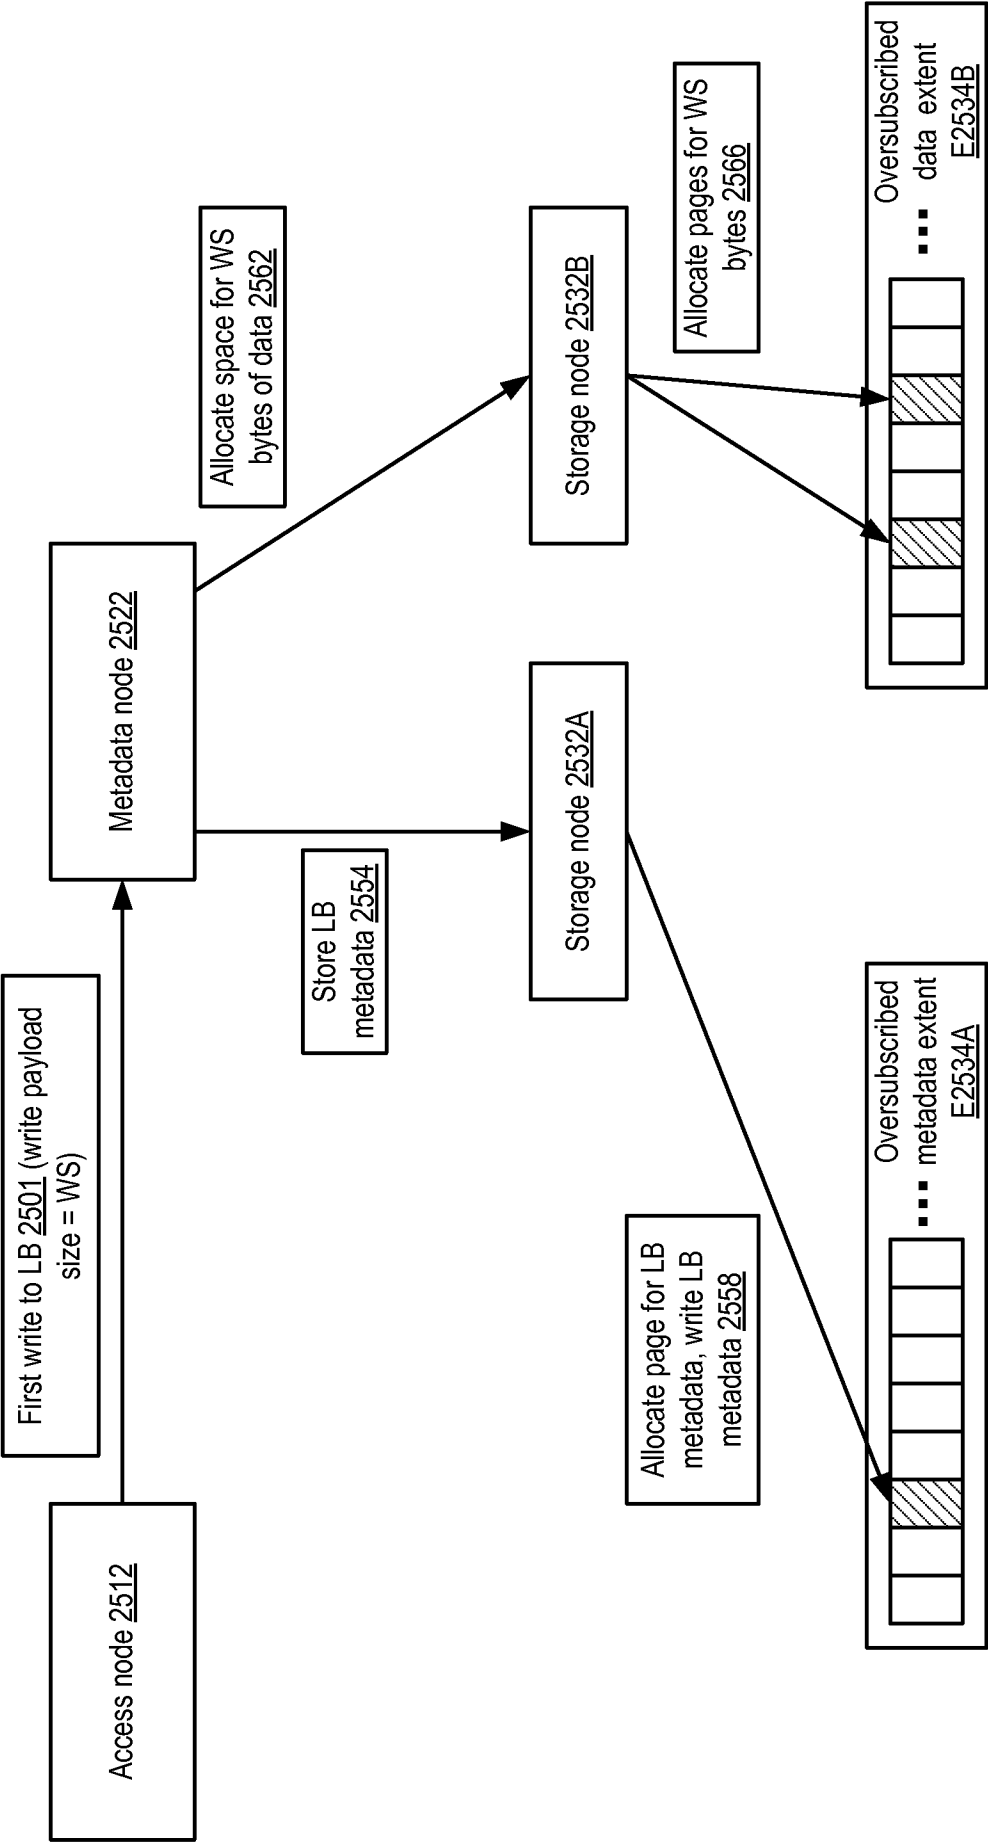 First write to LB 2501 (write payload
size = WS)
Access node 2512
Metadata node 2522
Allocate space for WS
bytes of data 2562
Store LB
metadata 2554
Storage node 2532A
Storage node 2532B
Allocate page for LB
metadata, write LB
metadata 2558
Allocate pages for WS
bytes 2566
Oversubscribed
metadata extent
E2534A
Oversubscribed
data extent
E2534B